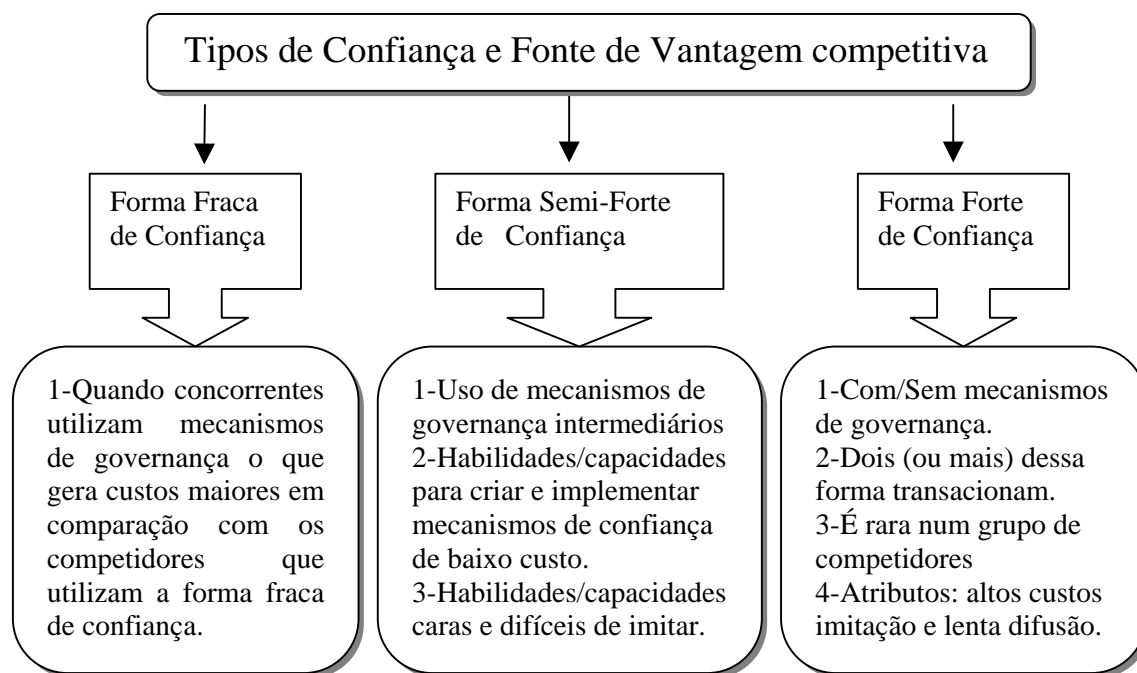 Tipos de Confiança e Fonte de Vantagem competitiva
Forma Fraca
de Confiança
Forma Semi-Forte
de Confiança
Forma Forte
de Confiança
1-Quando concorrentes
utilizam mecanismos
de governança o que
gera custos maiores em
comparação com os
competidores que
utilizam a forma fraca
de confiança.
1-Uso de mecanismos de
governança intermediários
2-Habilidades/capacidades
para criar e implementar
mecanismos de confiança
de baixo custo.
3-Habilidades/capacidades
caras e difíceis de imitar.
1-Com/Sem mecanismos
de governança.
2-Dois (ou mais) dessa
forma transacionam.
3-É rara num grupo de
competidores
4-Atributos: altos custos
imitação e lenta difusão.